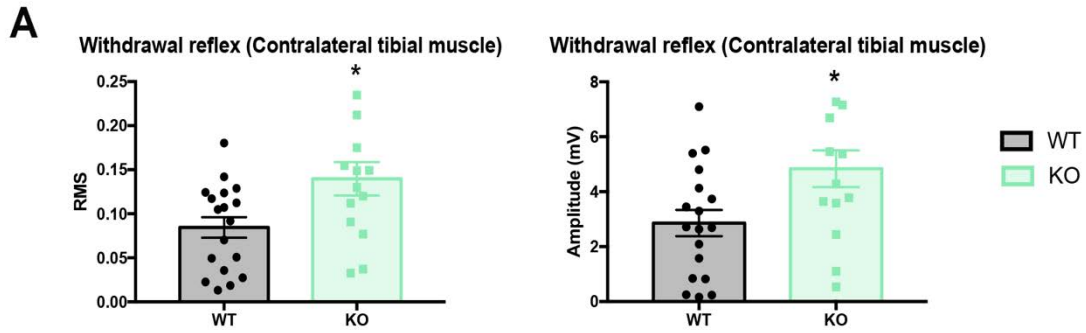 A
Withdrawal reflex (Contralateral tibial muscle)
*
RMS
0.25
0.20
0.15
0.10
0.05
0.00
WT
KO
Withdrawal reflex (Contralateral tibial muscle)
*
Amplitude (mV)
8
6
4
2
0
WT
KO
WT
KO